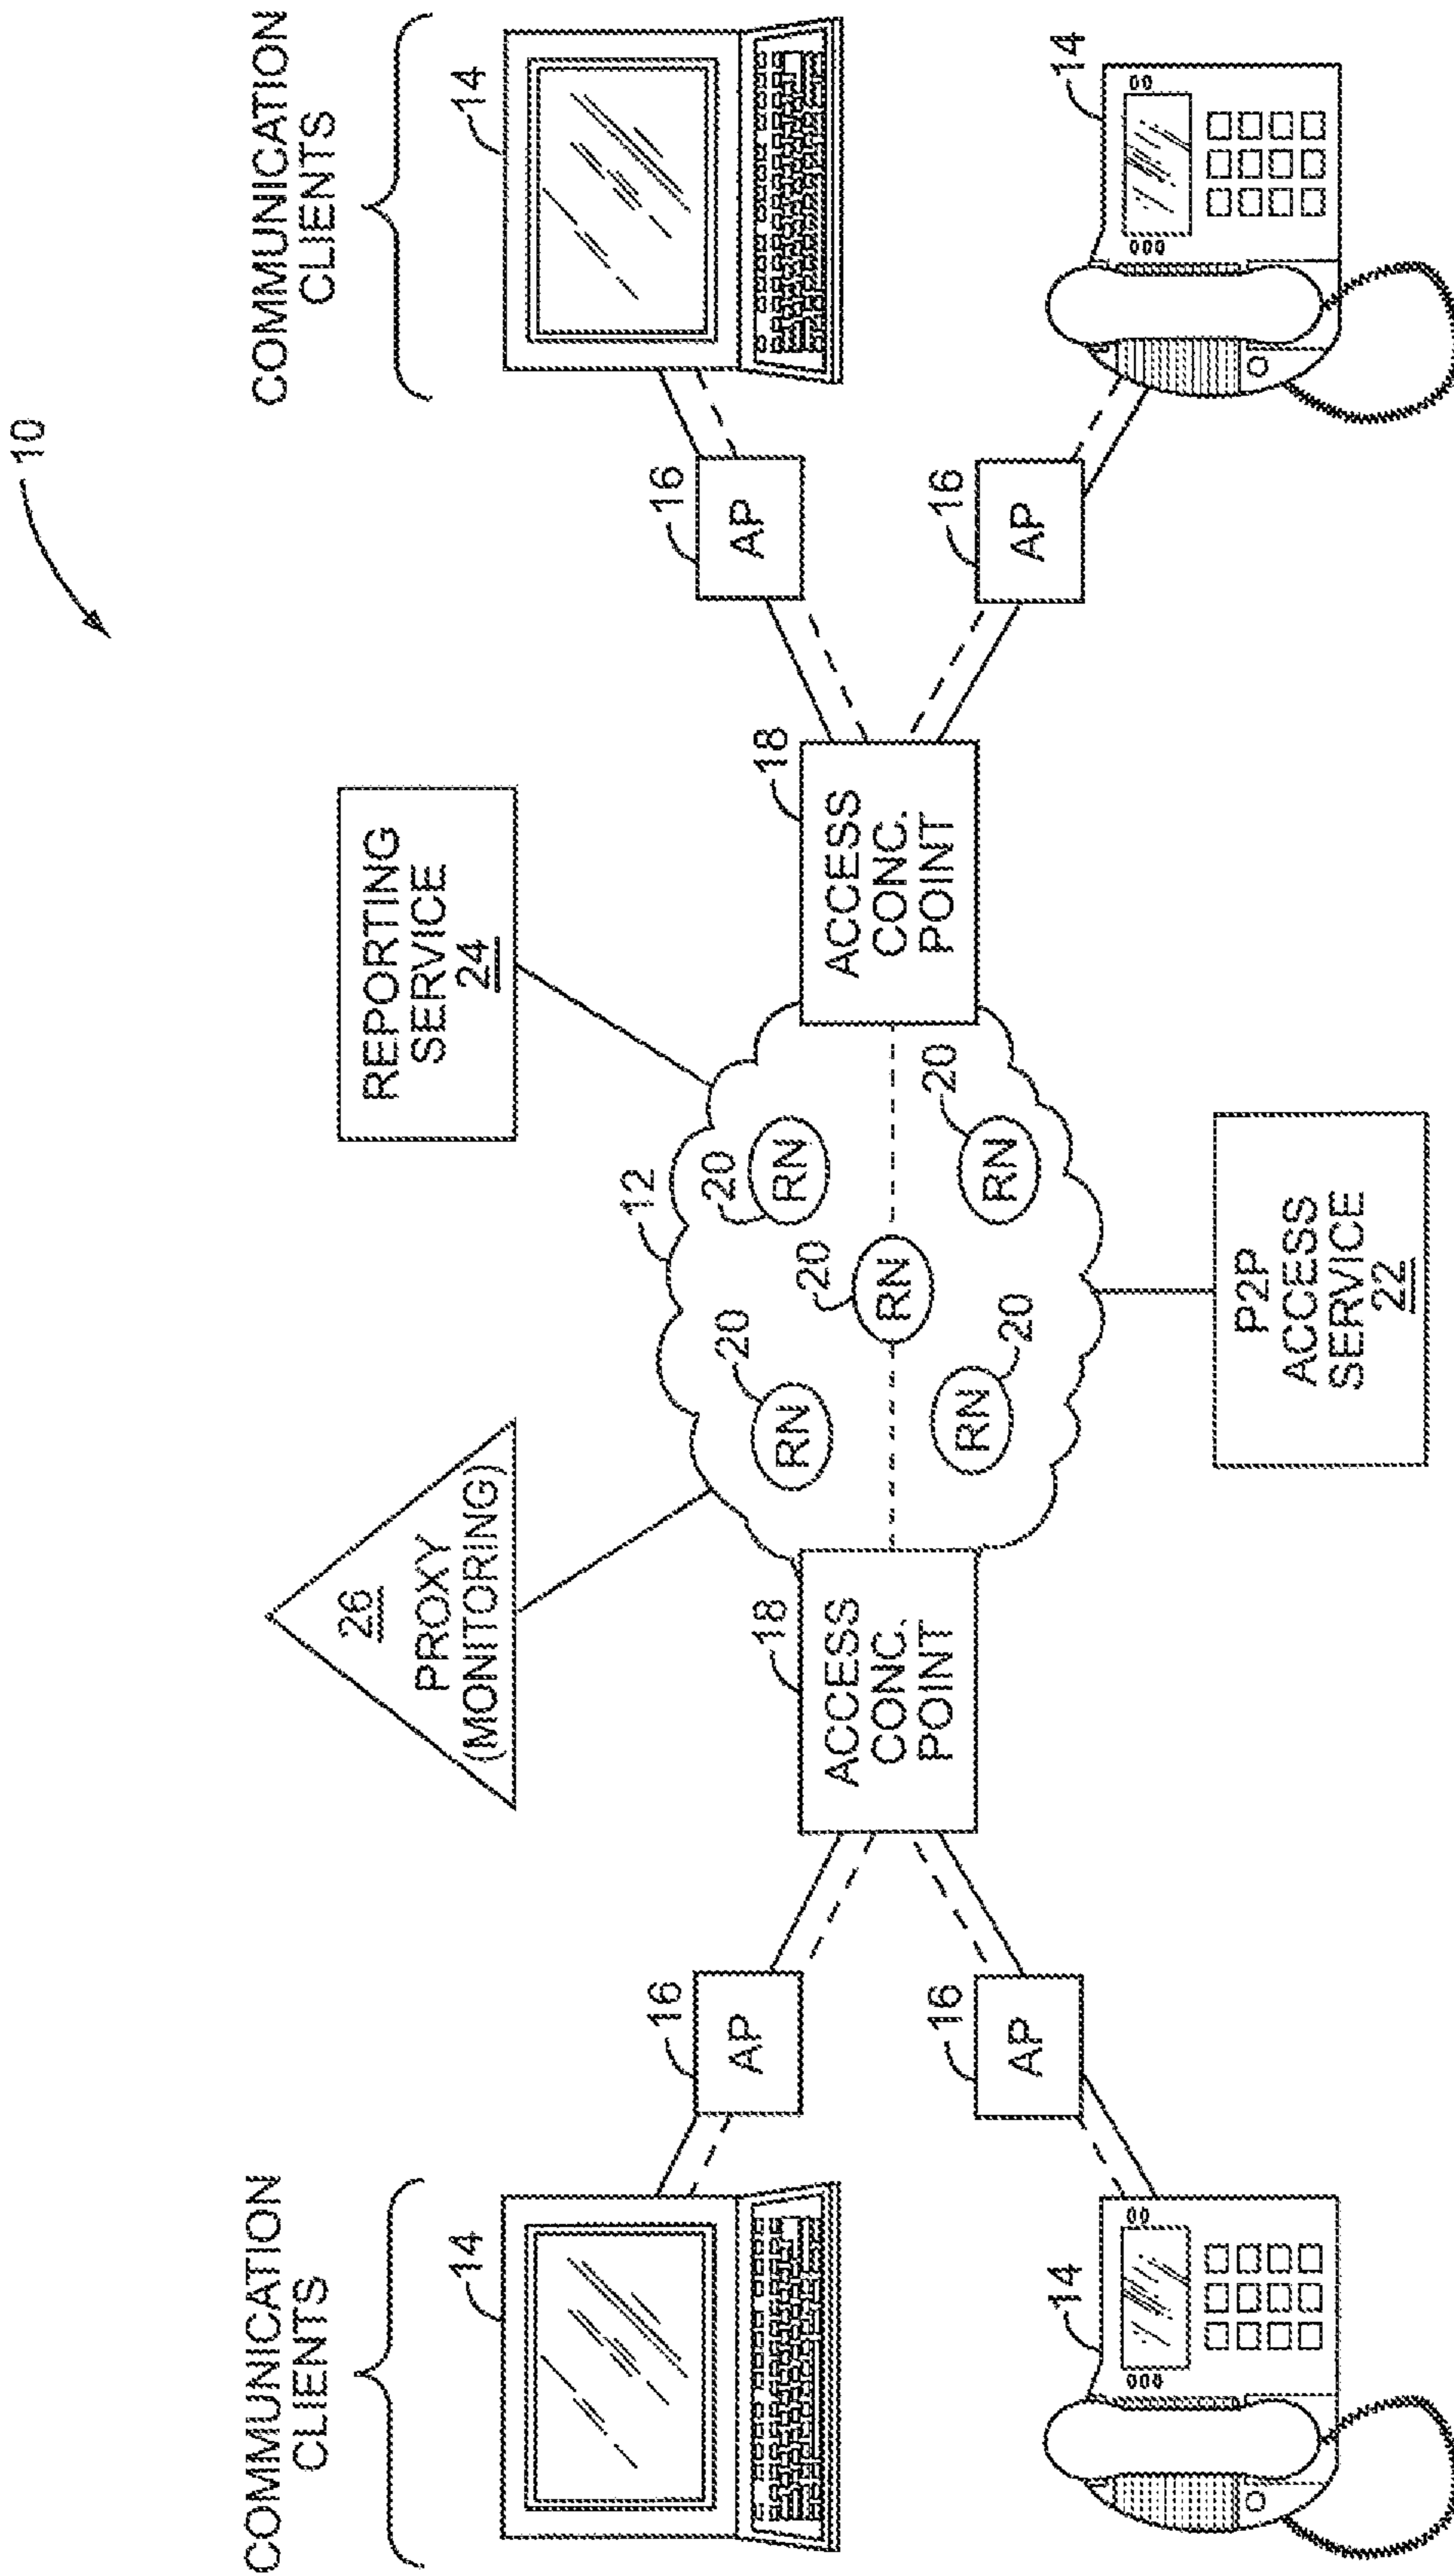 10
COMMUNICATION
CLIENTS
26
PROXY
(MONITORING)
REPORTING
SERVICE
24
COMMUNICATION
CLIENTS
14
14
12
16
AP
20
RN
20
RN
16
AP
18
ACCESS
CONC.
POINT
20
RN
18
ACCESS
CONC.
POINT
16
AP
RN
20
RN
20
16
AP
14
14
P2P
ACCESS
SERVICE
22